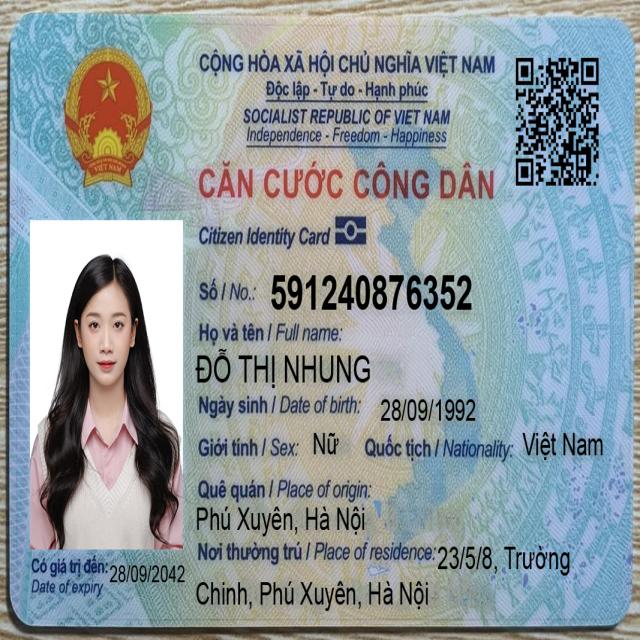 CỘNG HÒA XÃ HỘI CHỦ NGHĨA VIỆT NAM
Độc lập - Tự do - Hạnh phúc
SOCIALIST REPUBLIC OF VIET NAM
Independence - Freedom - Happiness
CĂN CƯỚC CÔNG DÂN
Citizen Identity Card
VIỆT NAM
Số / No.: 591240876352
Họ và tên / Full name:
ĐỖ THỊ NHUNG
Ngày sinh / Date of birth: 28/09/1992
Giới tính / Sex: Nữ Quốc tịch / Nationality: Việt Nam
Quê quán / Place of origin:
Phú Xuyên, Hà Nội
Nơi thường trú / Place of residence: 23/5/8, Trường
Chinh, Phú Xuyên, Hà Nội
Có giá trị đến: 28/09/2042
Date of expiry